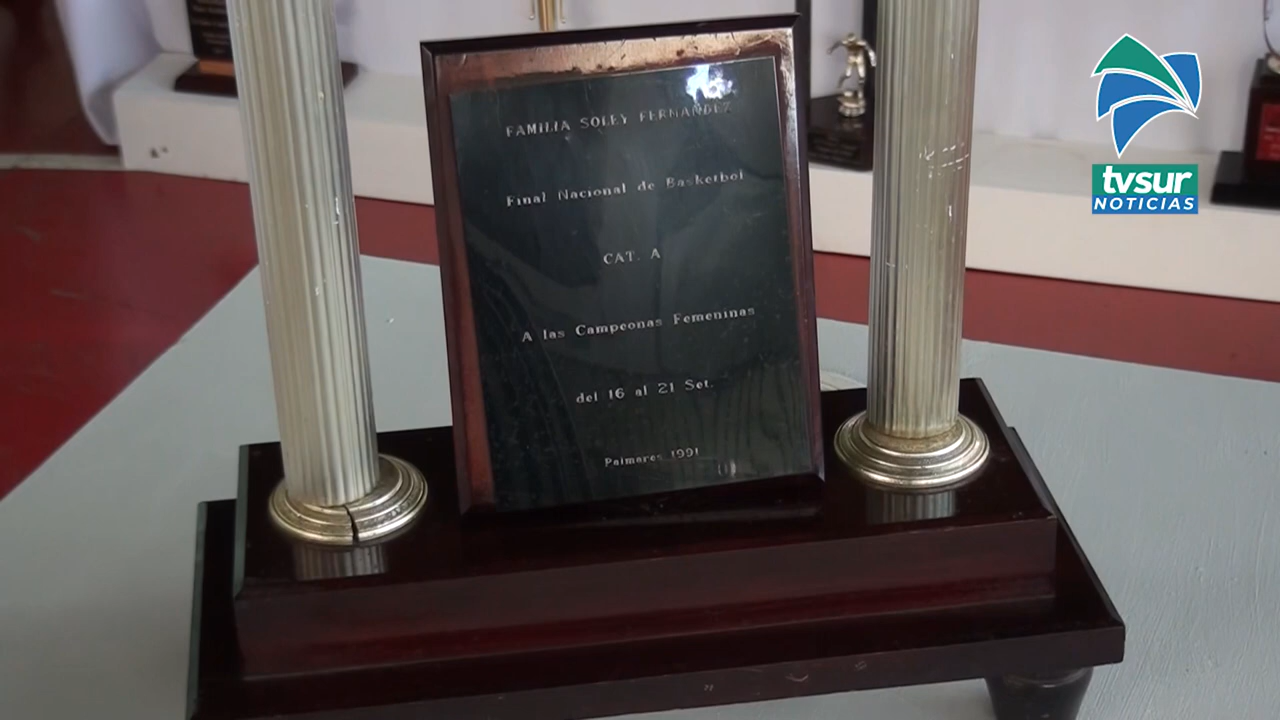 FAMILIA SOLEY FERNANDEZ
Final Nacional de Basketbol
CAT. A
A las Campeonas Femeninas
del 16 al 21 Set.
Palmares 1991
tvsur
NOTICIAS